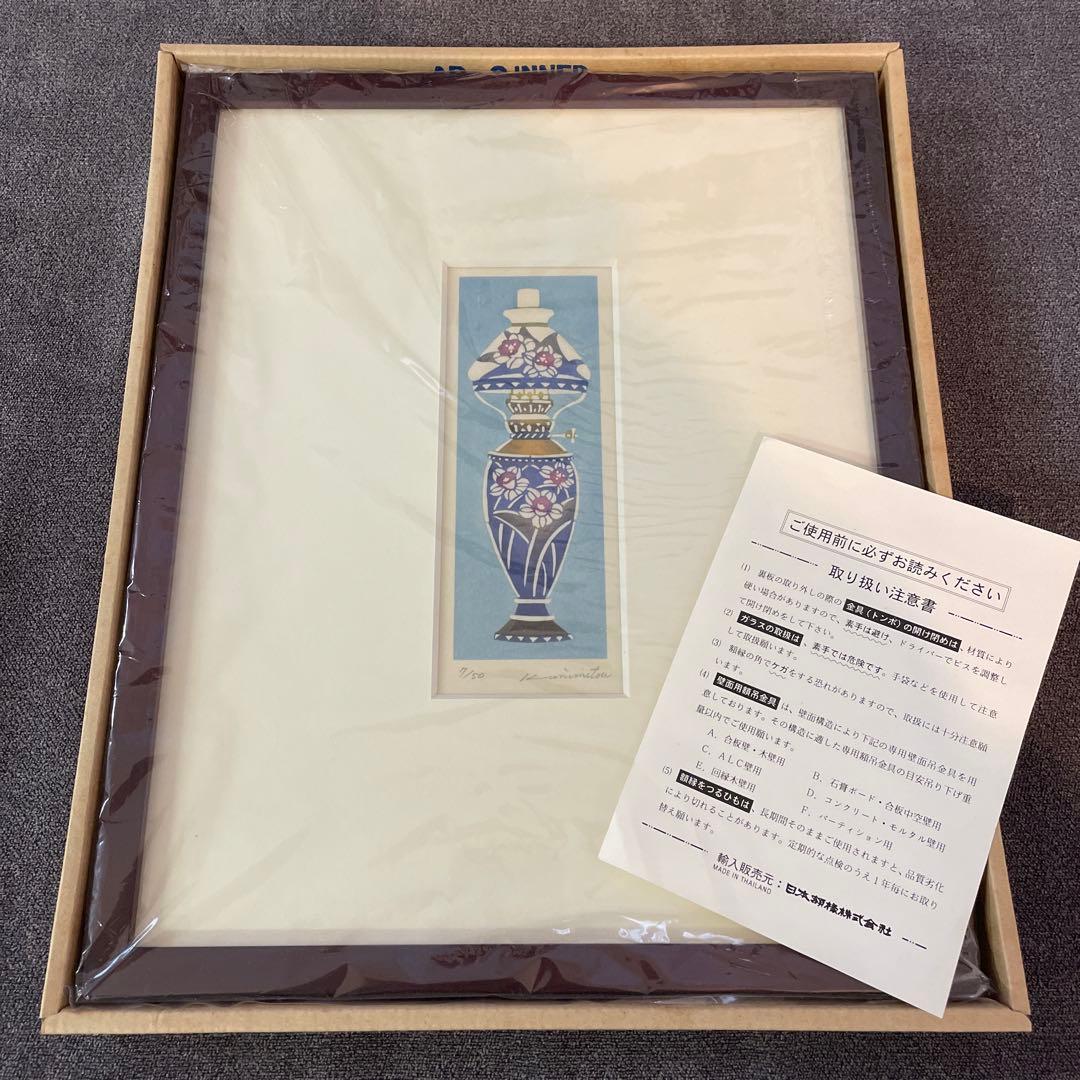 7/50 Kunimitsu
ご使用前に必ずお読みください
取り扱い注意書
(1) 裏板の取り外しの際の金具(トンボ)の開け閉めは、材質により
硬い場合がありますので、素手は避け、ドライバーでビスを調整し
て開け閉めをして下さい。
(2) ガラスの取扱は、素手では危険です。手袋などを使用して注意
して取扱願います。
(3) 額縁の角でケガをする恐れがありますので、取扱には十分注意願
います。
(4) 壁面用額吊金具は、壁面構造により下記の専用壁面吊金具を用
意しております。その構造に適した専用額吊金具の目安吊り下げ重
量以内でご使用願います。
A. 合板壁・木壁用 B. 石膏ボード・合板中空壁用
C. ALC壁用 D. コンクリート・モルタル壁用
E. 回縁木壁用 F. パーティション用
(5) 額縁をつるひもは、長期間そのままご使用されますと、品質劣化
により切れることがあります。定期的な点検のうえ1年毎にお取り
替え願います。
輸入販売元:日本額椽株式会社
MADE IN THAILAND